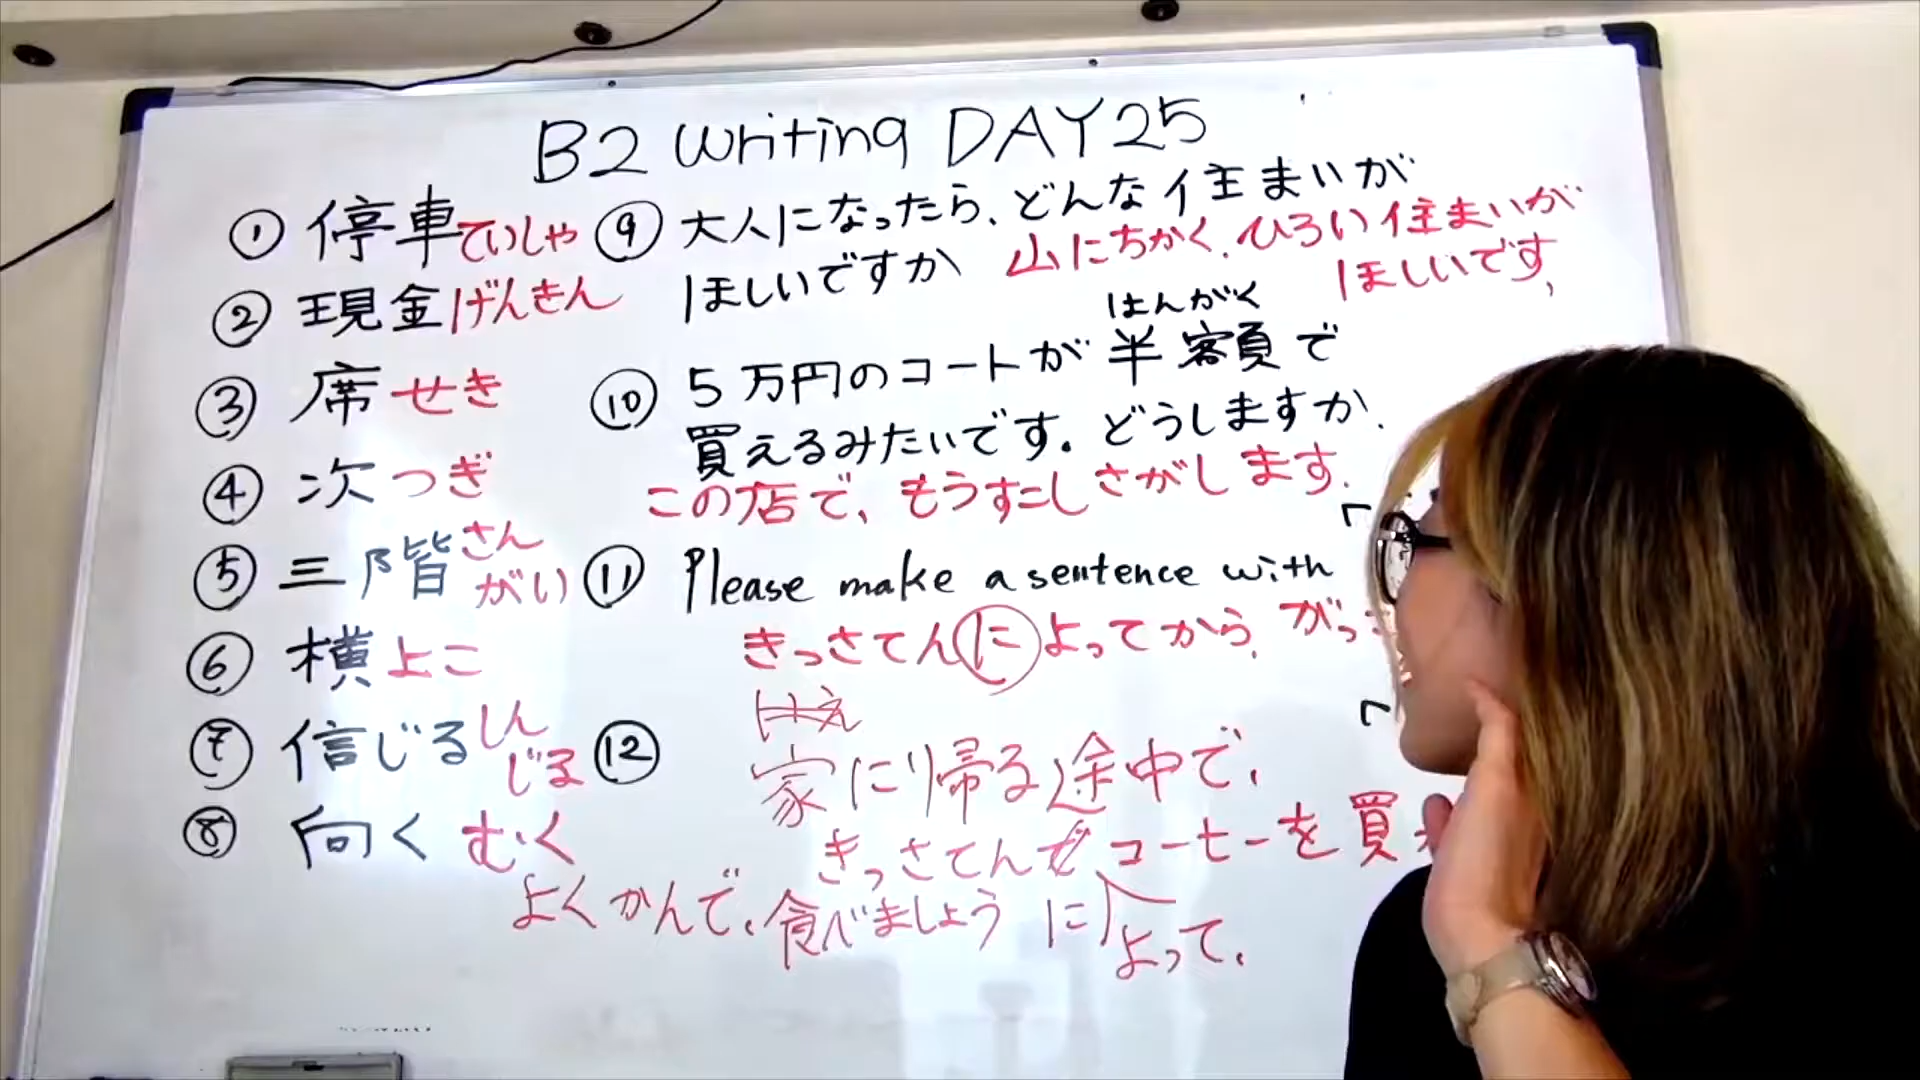 B2 Writing DAY25
① 停車 ていしゃ
② 現金 げんきん
③ 席 せき
④ 次 つぎ
⑤ 三階 さんがい
⑥ 横 よこ
⑦ 信じる しんじる
⑧ 向く むく
⑨ 大人になったら、どんな住まいが
ほしいですか
山にちかく、ひろい住まいが
ほしいです、
はんがく
⑩ 5万円のコートが半額で
買えるみたいです。どうしますか、
この店で、もうすこしさがします、
⑪ Please make a sentence with
「
きっさてんによってから、がっ
「
⑫
家に帰る途中で、
きっさてんで コーヒーを買
によって、
よくかんで、食べましょう